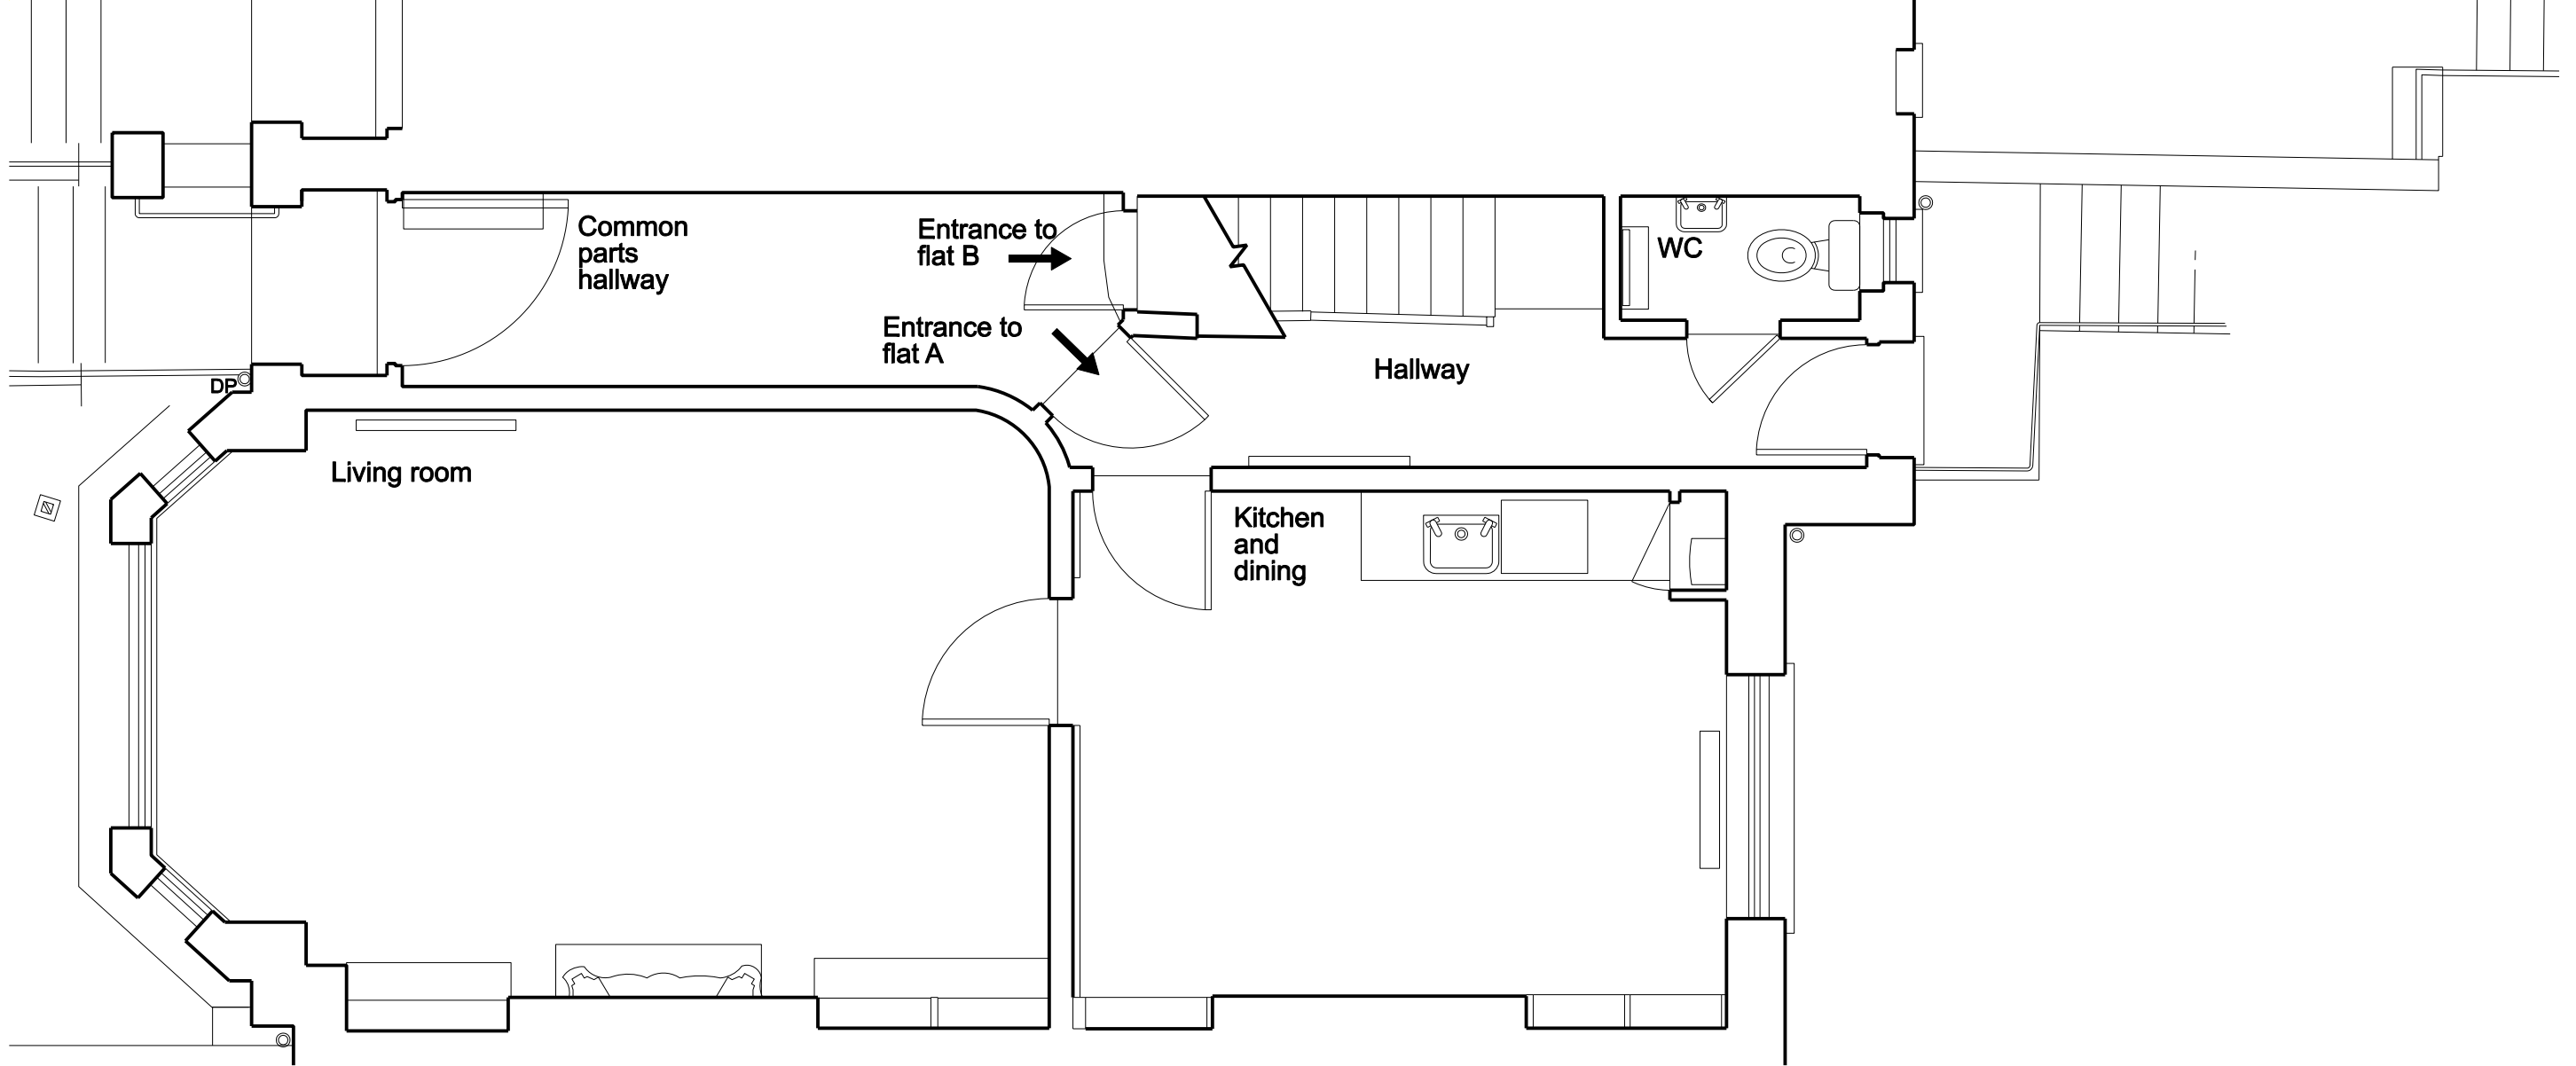 Common
parts
hallway
Entrance to
flat B
WC
Entrance to
flat A
Hallway
DP
Living room
Kitchen
and
dining